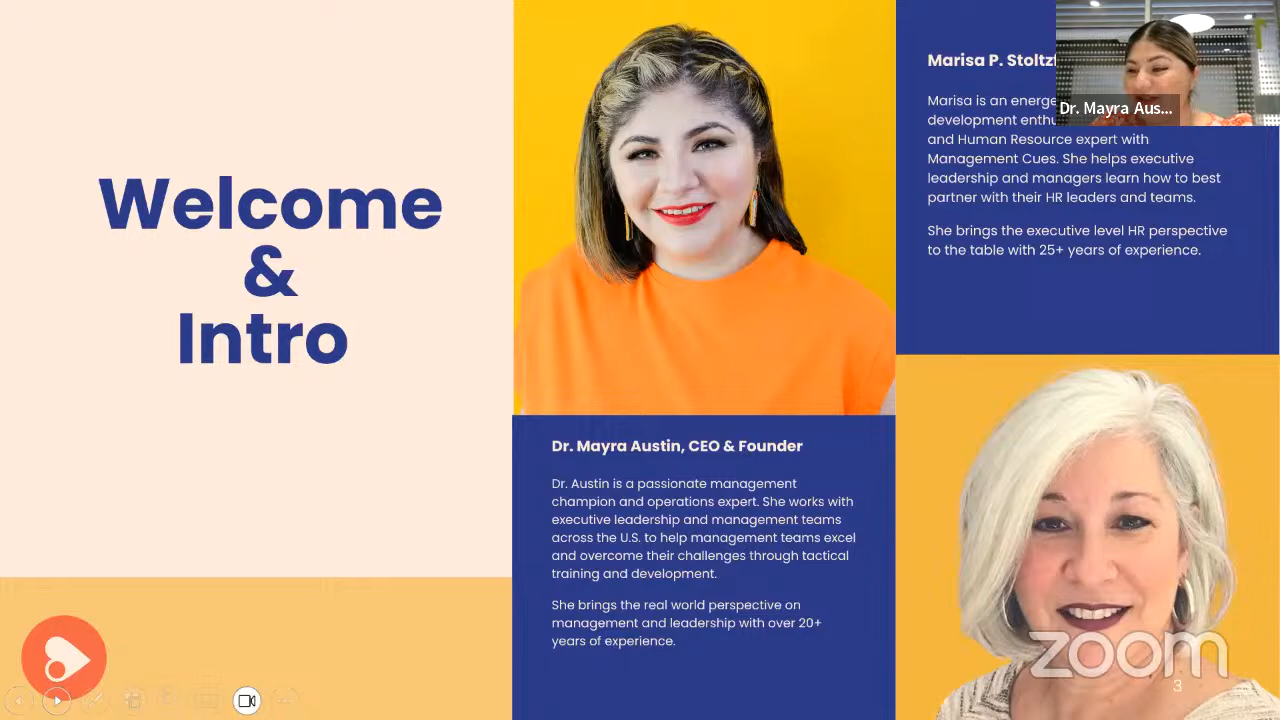 Welcome
&
Intro
Dr. Mayra Austin, CEO & Founder
Dr. Austin is a passionate management
champion and operations expert. She works with
executive leadership and management teams
across the U.S. to help management teams excel
and overcome their challenges through tactical
training and development.
She brings the real world perspective on
management and leadership with over 20+
years of experience.
Marisa P.
Marisa is an
development
and Human Resource expert with
Management Cues. She helps executive
leadership and managers learn how to best
partner with their HR leaders and teams.
She brings the executive level HR perspective
to the table with 25+ years of experience.
Dr. Mayra Aus...
zoom
3